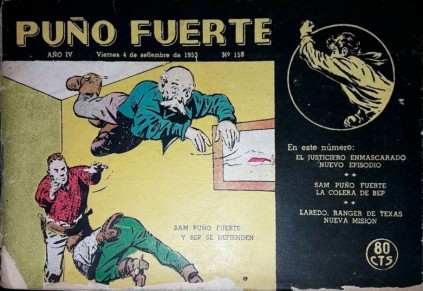 PUÑO FUERTE
AÑO IV Viernes 4 de setiembre de 1953 Nº 158
En este número:
EL JUSTICIERO ENMASCARADO
NUEVO EPISODIO
SAM PUÑO FUERTE
LA COLERA DE BEP
LAREDO, RANGER DE TEXAS
NUEVA MISION
SAM PUÑO FUERTE
Y BEP SE DEFIENDEN
80
CTS